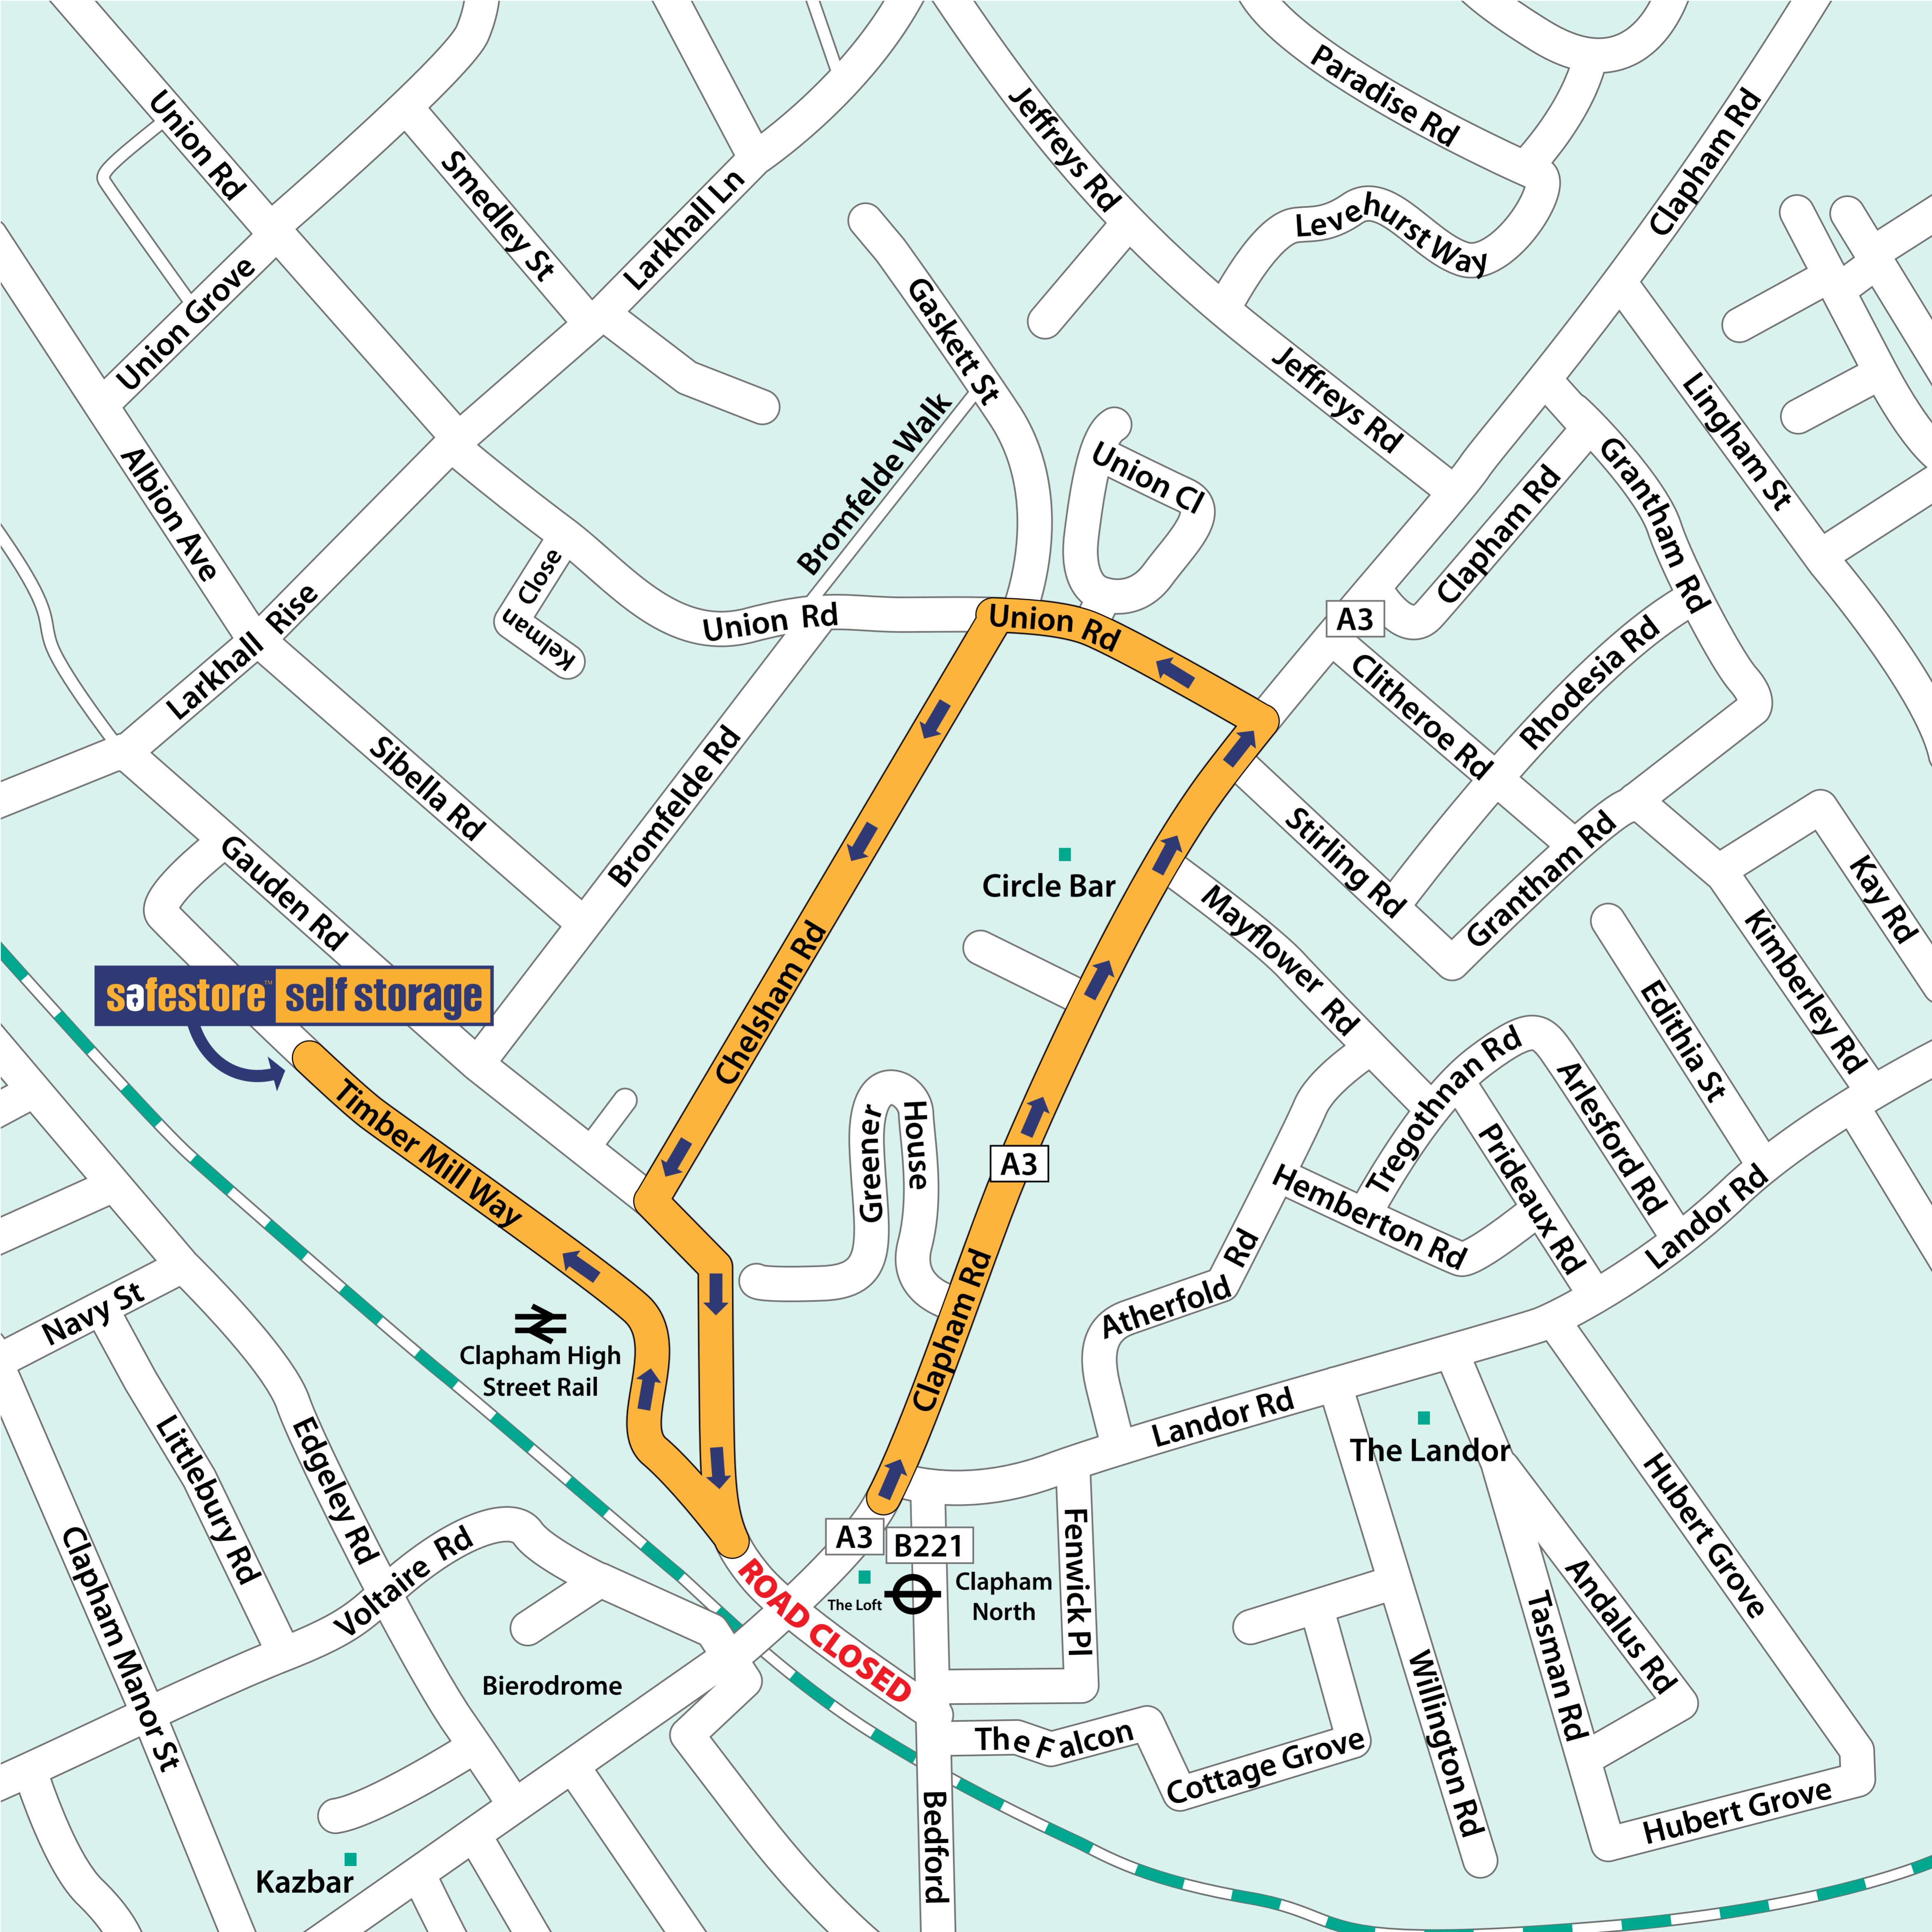 Union Rd
Smedley St
Larkhall Ln
Jeffreys Rd
Paradise Rd
Clapham Rd
Levehurst Way
Union Grove
Gaskett St
Jeffreys Rd
Lingham St
Albion Ave
Bromfelde Walk
Union Cl
Clapham Rd
Grantham Rd
Kelman Close
Larkhall Rise
Union Rd
Union Rd
A3
Clitheroe Rd
Rhodesia Rd
Sibella Rd
Bromfelde Rd
Gauden Rd
Circle Bar
Stirling Rd
Grantham Rd
Kay Rd
Mayflower Rd
Kimberley Rd
safestore™ self storage
Chelsham Rd
Edithia St
Timber Mill Way
Greener House
A3
Tregothnan Rd
Arlesford Rd
Prideaux Rd
Hemberton Rd
Landor Rd
Atherfold Rd
Navy St
Clapham High
Street Rail
Clapham Rd
Landor Rd
The Landor
Littlebury Rd
Edgeley Rd
Hubert Grove
Clapham Manor St
Voltaire Rd
A3
B221
Fenwick Pl
The Loft
Clapham
North
ROAD CLOSED
Andalus Rd
Tasman Rd
Willington Rd
Bierodrome
The Falcon
Cottage Grove
Bedford
Hubert Grove
Kazbar